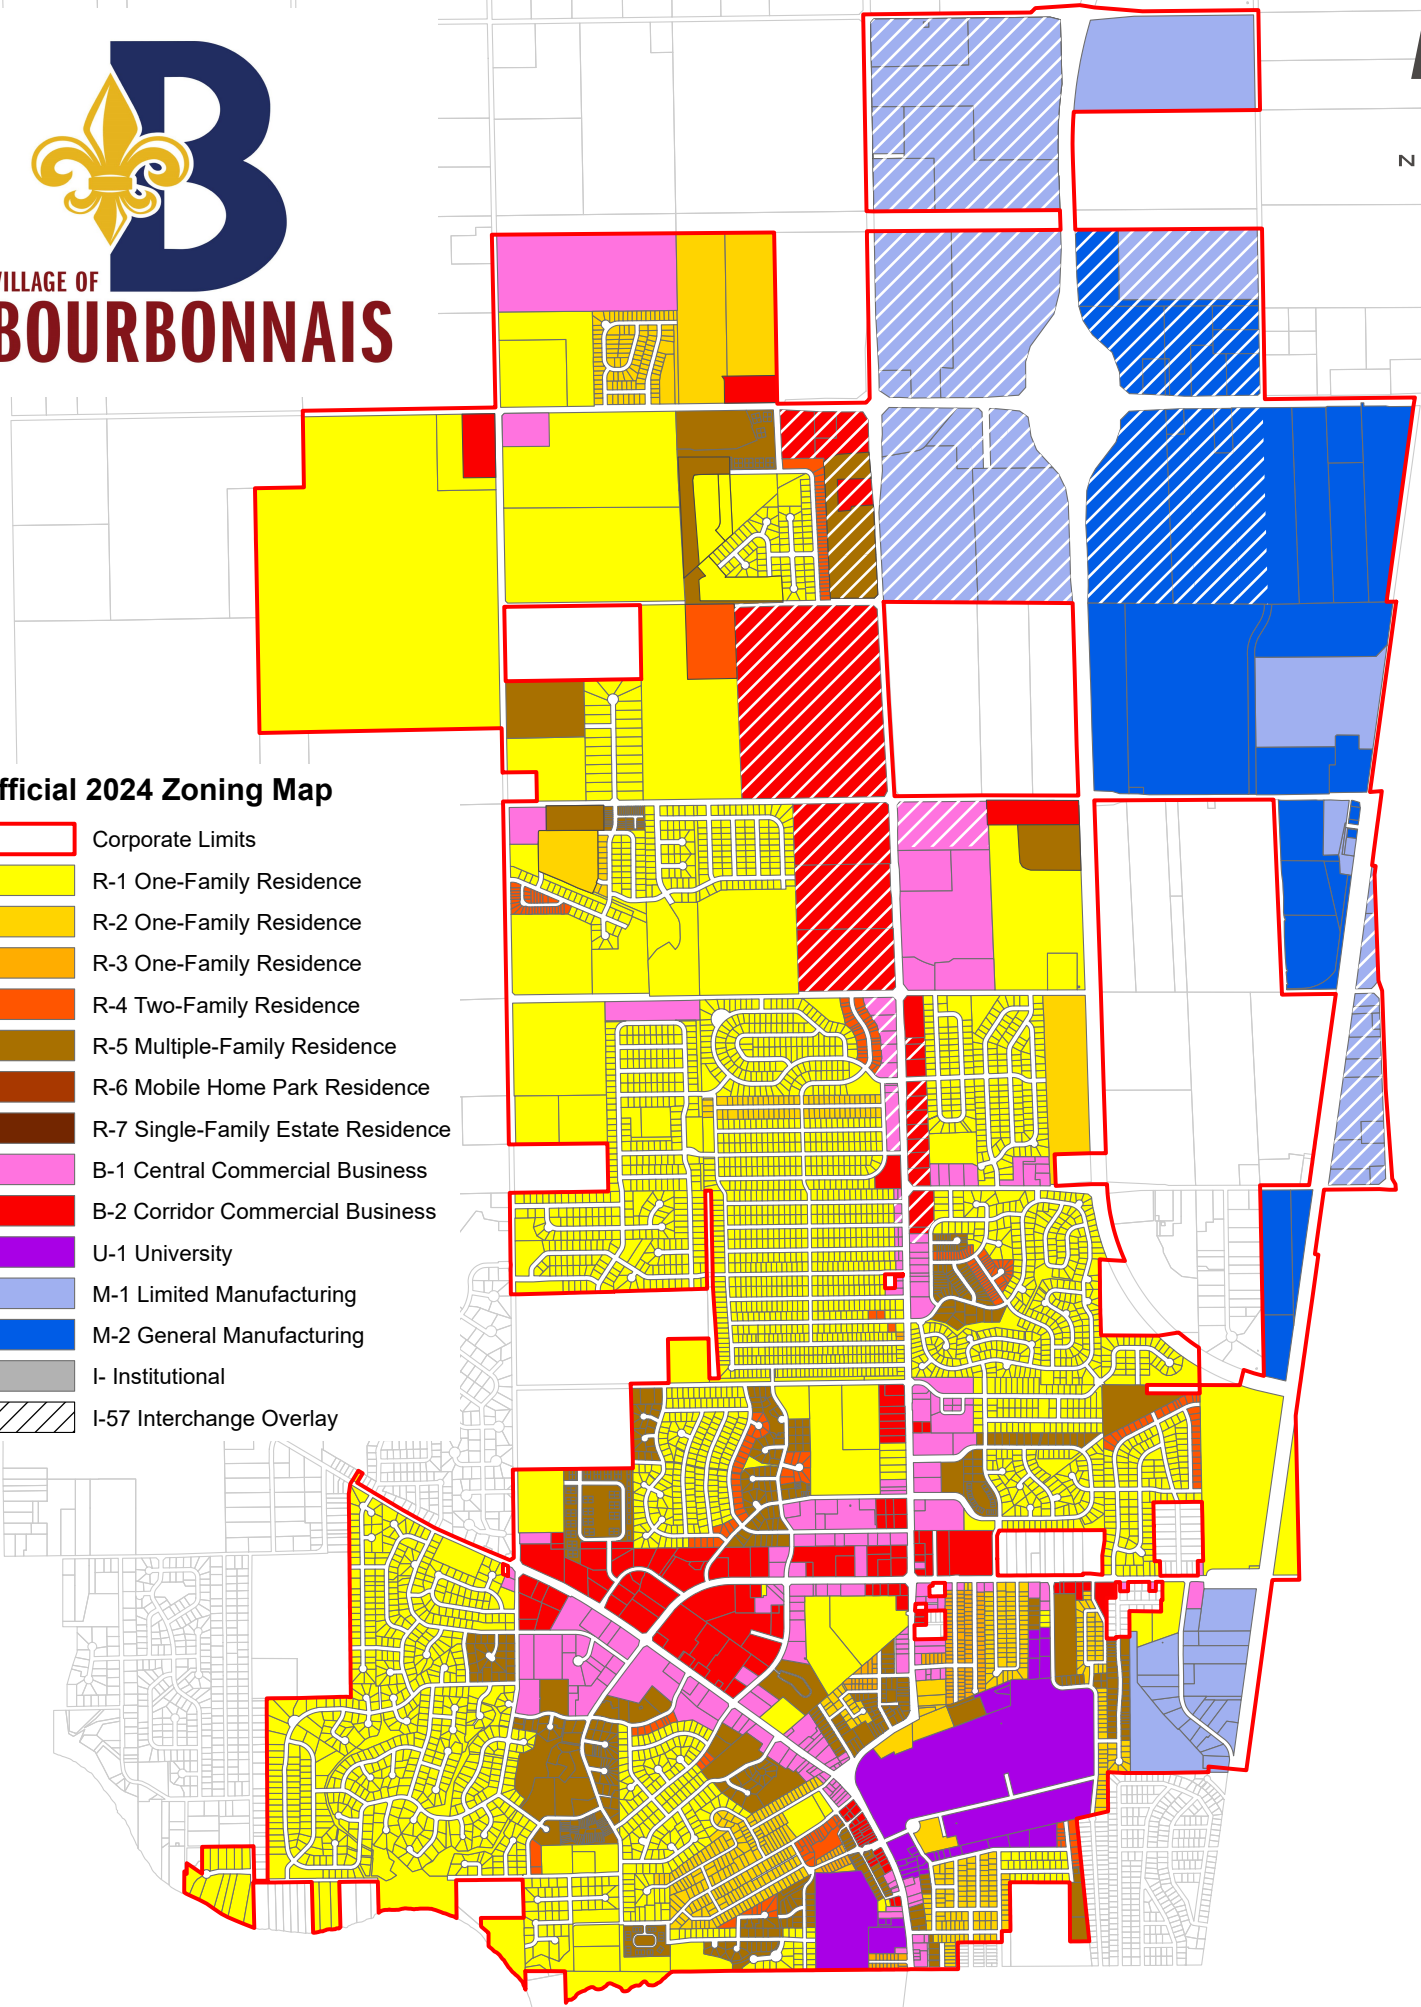 VILLAGE OF
BOURBONNAIS
fficial 2024 Zoning Map
Corporate Limits
R-1 One-Family Residence
R-2 One-Family Residence
R-3 One-Family Residence
R-4 Two-Family Residence
R-5 Multiple-Family Residence
R-6 Mobile Home Park Residence
R-7 Single-Family Estate Residence
B-1 Central Commercial Business
B-2 Corridor Commercial Business
U-1 University
M-1 Limited Manufacturing
M-2 General Manufacturing
I- Institutional
I-57 Interchange Overlay